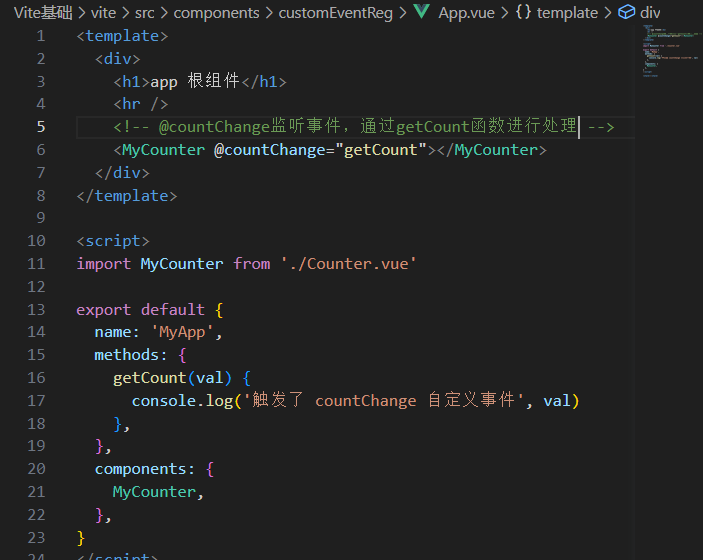 Vite基础 > vite > src > components > customEventReg > App.vue > {} template > div
1 <template>
2 <div>
3 <h1>app 根组件</h1>
4 <hr />
5 <!-- @countChange监听事件，通过getCount函数进行处理 -->
6 <MyCounter @countChange="getCount"></MyCounter>
7 </div>
8 </template>
9
10 <script>
11 import MyCounter from './Counter.vue'
12
13 export default {
14 name: 'MyApp',
15 methods: {
16 getCount(val) {
17 console.log('触发了 countChange 自定义事件', val)
18 },
19 },
20 components: {
21 MyCounter,
22 },
23 }
24 </script>